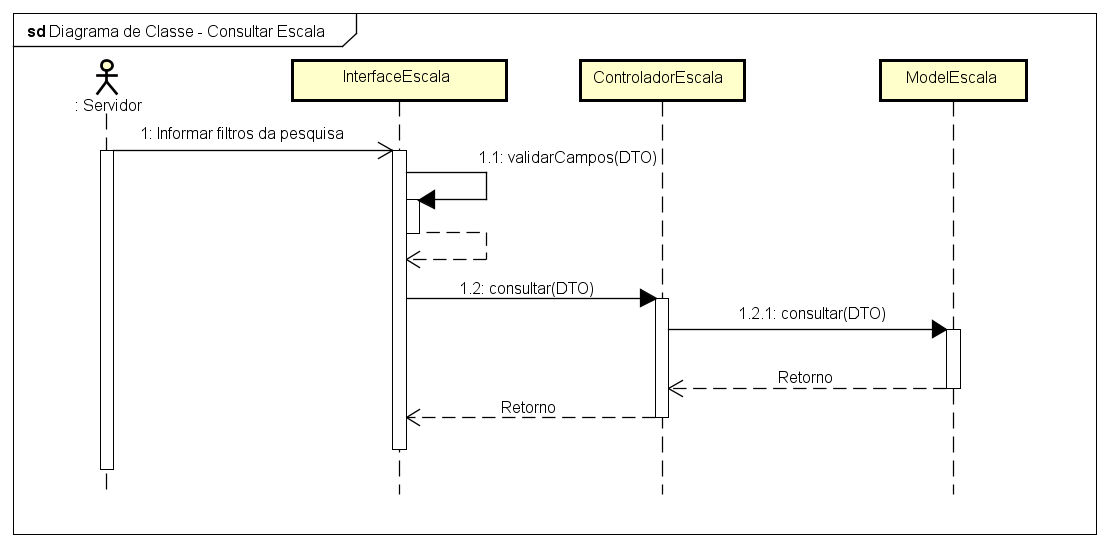 sd Diagrama de Classe - Consultar Escala
: Servidor
InterfaceEscala
ControladorEscala
ModelEscala
1: Informar filtros da pesquisa
1.1: validarCampos(DTO)
1.2: consultar(DTO)
1.2.1: consultar(DTO)
Retorno
Retorno